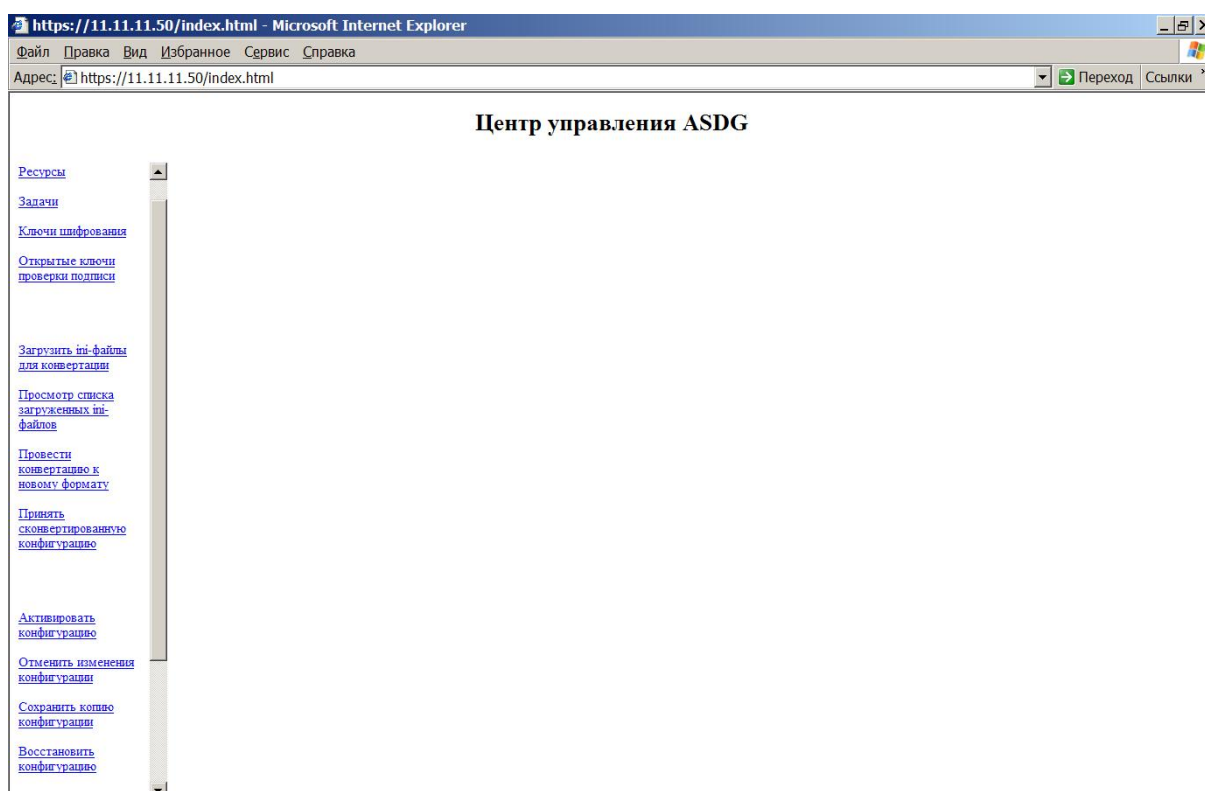 https://11.11.11.50/index.html - Microsoft Internet Explorer
Файл Правка Вид Избранное Сервис Справка
Адрес: https://11.11.11.50/index.html Переход Ссылки »
Центр управления ASDG
Ресурсы
Задачи
Ключи шифрования
Открытые ключи
проверки подписи
Загрузить ini-файлы
для конвертации
Просмотр списка
загруженных ini-
файлов
Провести
конвертацию к
новому формату
Принять
сконвертированную
конфигурацию
Активировать
конфигурацию
Отменить изменения
конфигурации
Сохранить копию
конфигурации
Восстановить
конфигурацию